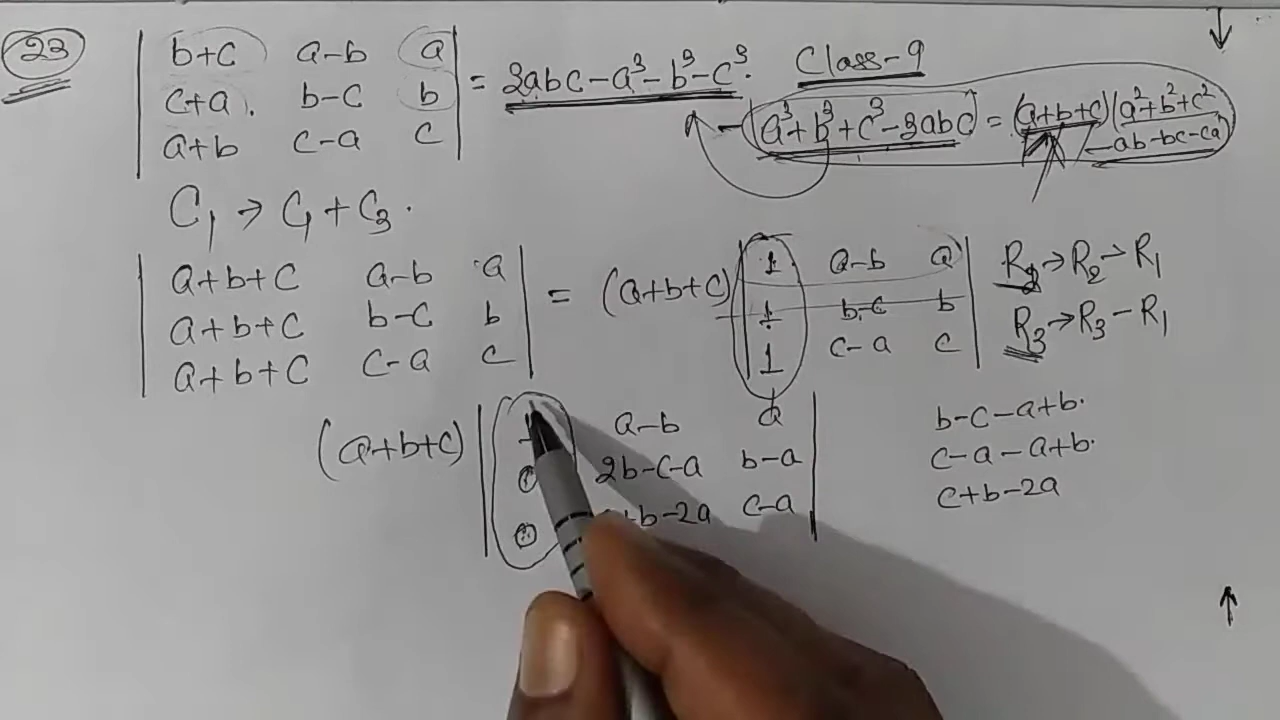 23 | b+c a-b a | = 3abc-a³-b³-c³. Class-9
| c+a. b-c b | -(a³+b³+c³-3abc) = (a+b+c)(a²+b²+c²
| a+b c-a c | -ab-bc-ca)
C₁ → C₁ + C₃.
| a+b+c a-b a | = (a+b+c) | 1 a-b a | R₂→R₂-R₁
| a+b+c b-c b | | 1 b-c b | R₃→R₃-R₁
| a+b+c c-a c | | 1 c-a c |
(a+b+c) | 1 a-b a | b-c-a+b.
| 0 2b-c-a b-a | c-a-a+b.
| 0 +b-2a c-a | c+b-2a